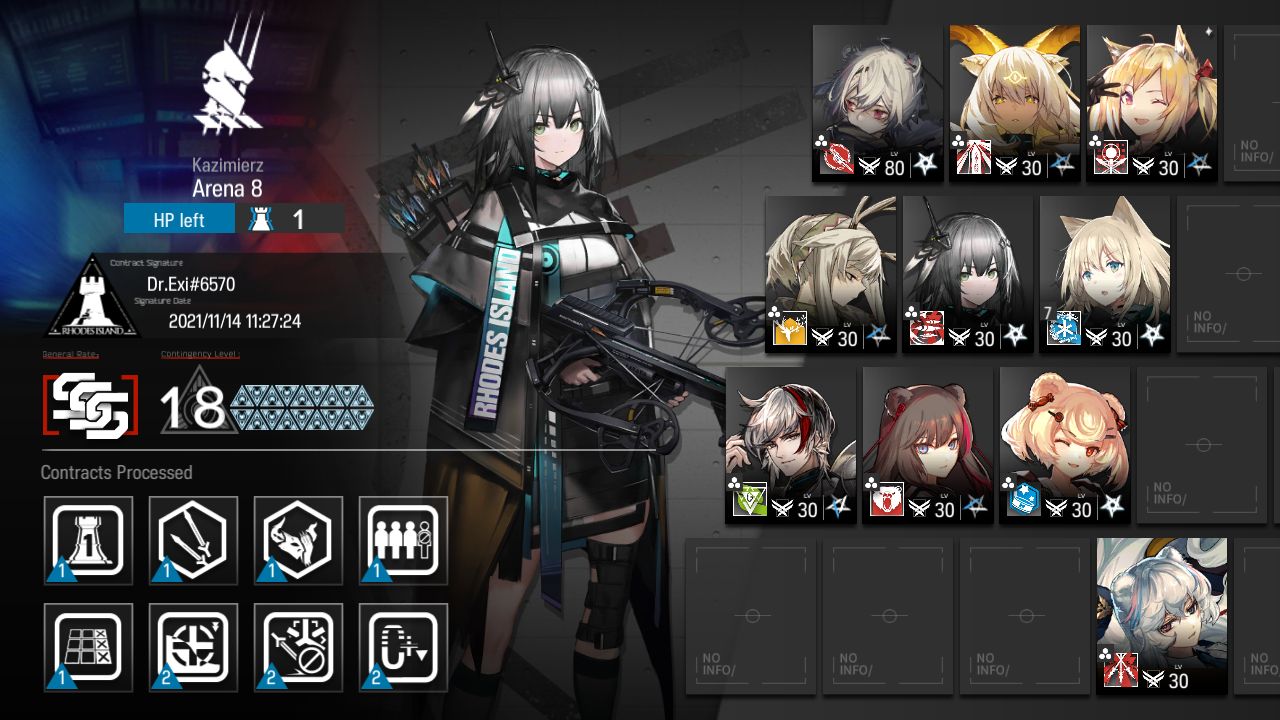 Kazimierz
Arena 8
HP left 1
Contract Signature
Dr.Exi#6570
Signature Date
2021/11/14 11:27:24
RHODES ISLAND
General Rate:
Contingency Level:
18
Contracts Processed
1
1
1
1
1
1
2
2
2
RHODES ISLAND
LV 80
LV 30
LV 30
NO INFO/
LV 30
LV 30
7
LV 30
NO INFO/
LV 30
LV 30
LV 30
NO INFO/
NO INFO/
NO INFO/
NO INFO/
LV 30
NO INFO/